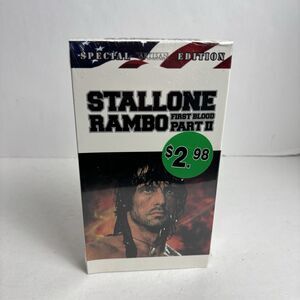 SPECIAL EDITION
STALLONE
RAMBO FIRST BLOOD
PART II
$2.98